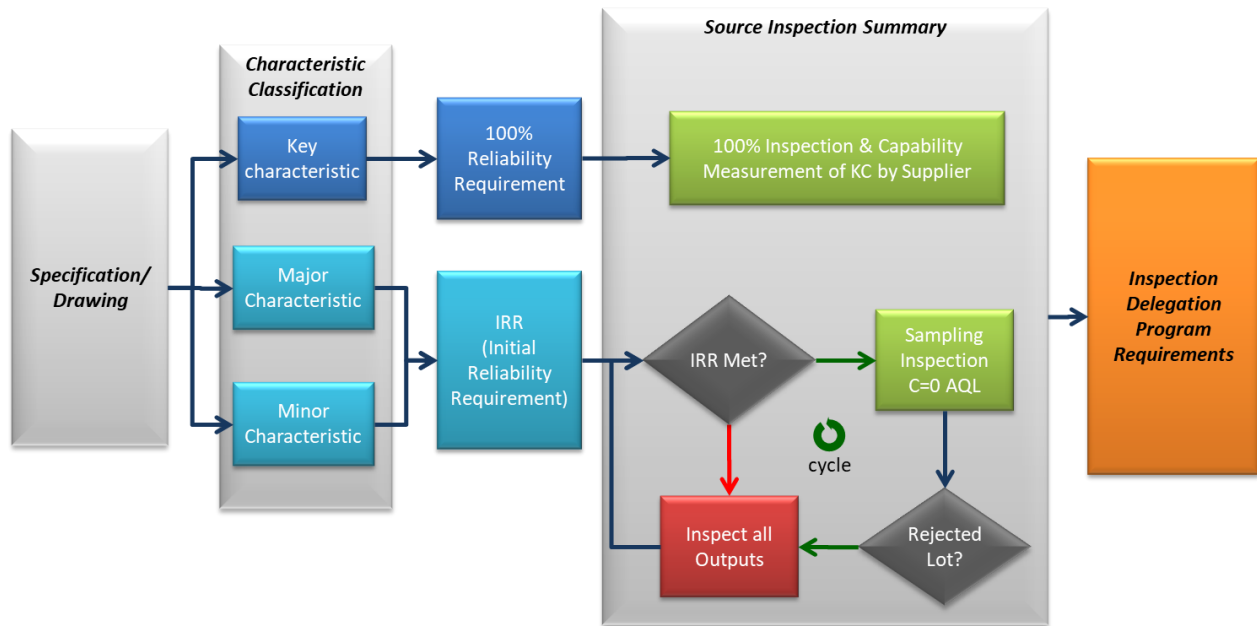 Source Inspection Summary
Characteristic
Classification
Specification/
Drawing
Key
characteristic
100%
Reliability
Requirement
100% Inspection & Capability
Measurement of KC by Supplier
Major
Characteristic
Minor
Characteristic
IRR
(Initial
Reliability
Requirement)
IRR Met?
Sampling
Inspection
C=0 AQL
cycle
Inspect all
Outputs
Rejected
Lot?
Inspection
Delegation
Program
Requirements